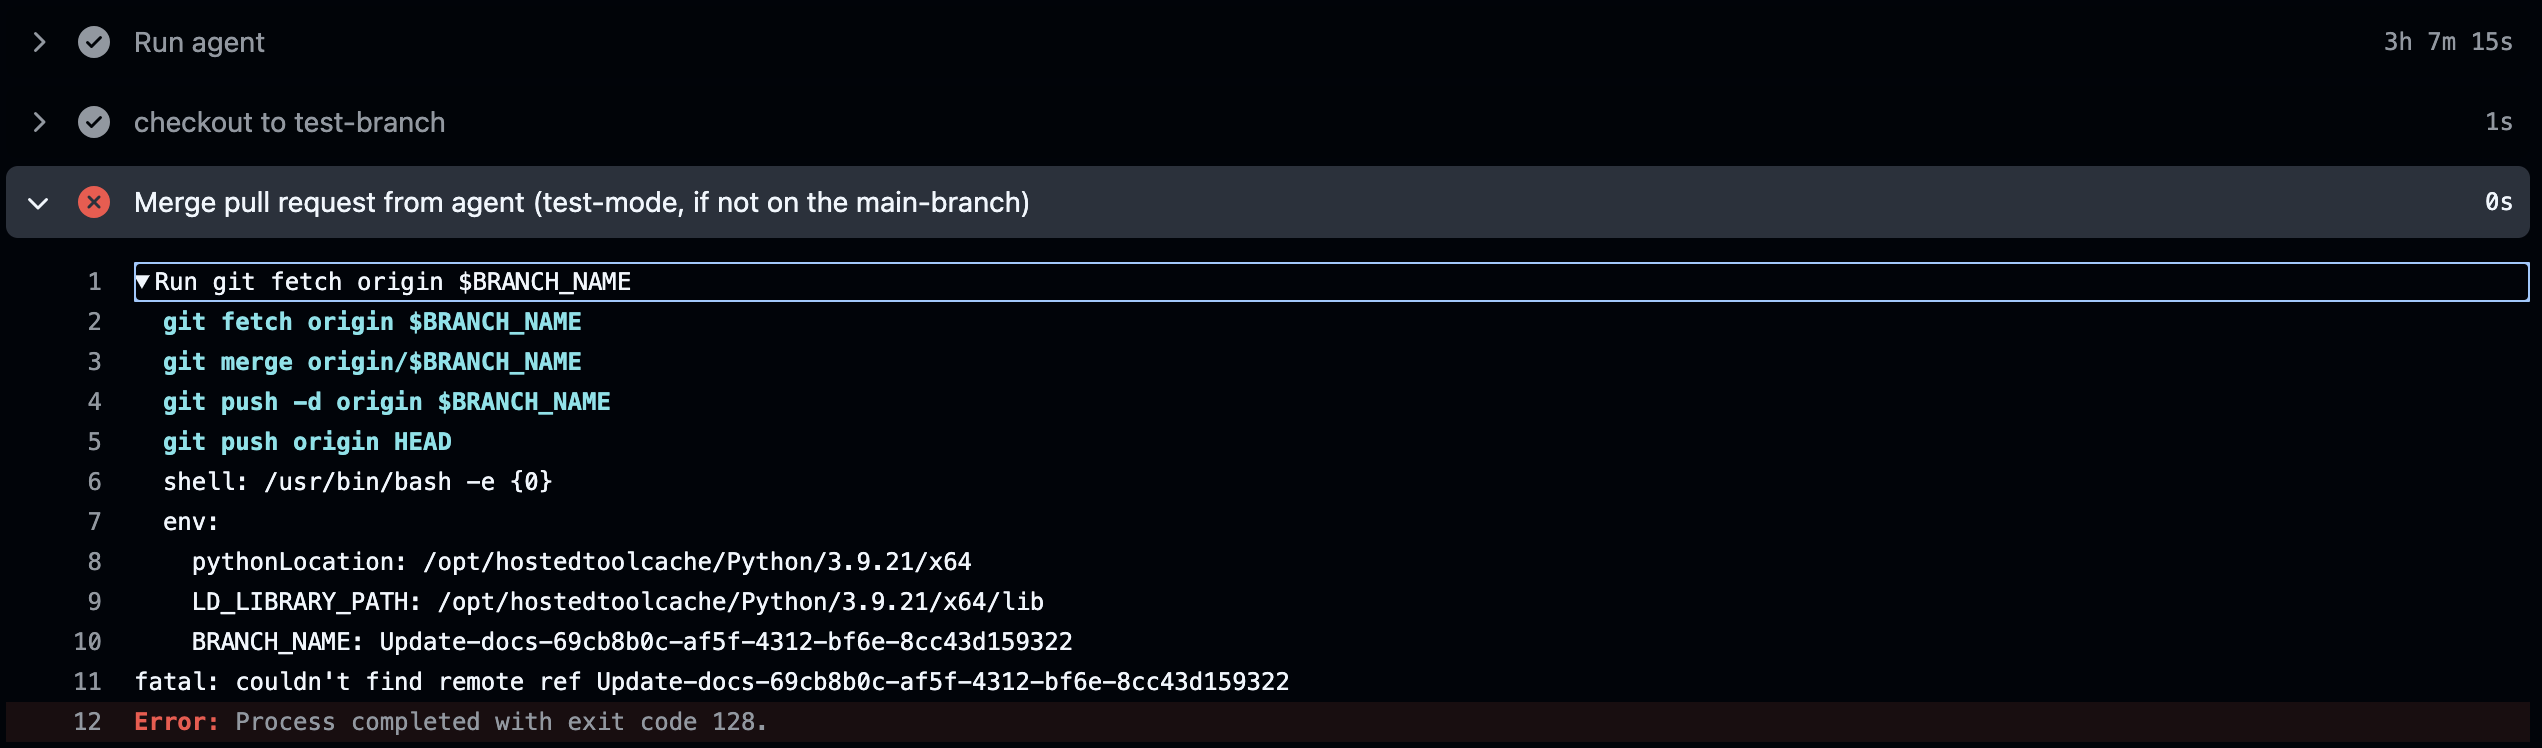 Run agent 3h 7m 15s
checkout to test-branch 1s
Merge pull request from agent (test-mode, if not on the main-branch) 0s
1 ▼Run git fetch origin $BRANCH_NAME
2 git fetch origin $BRANCH_NAME
3 git merge origin/$BRANCH_NAME
4 git push -d origin $BRANCH_NAME
5 git push origin HEAD
6 shell: /usr/bin/bash -e {0}
7 env:
8 pythonLocation: /opt/hostedtoolcache/Python/3.9.21/x64
9 LD_LIBRARY_PATH: /opt/hostedtoolcache/Python/3.9.21/x64/lib
10 BRANCH_NAME: Update-docs-69cb8b0c-af5f-4312-bf6e-8cc43d159322
11 fatal: couldn't find remote ref Update-docs-69cb8b0c-af5f-4312-bf6e-8cc43d159322
12 Error: Process completed with exit code 128.